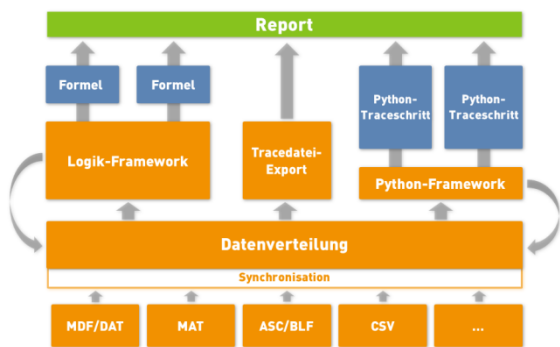 Report
Formel
Formel
Python-
Traceschritt
Python-
Traceschritt
Logik-Framework
Tracedatei-
Export
Python-Framework
Datenverteilung
Synchronisation
MDF/DAT
MAT
ASC/BLF
CSV
...